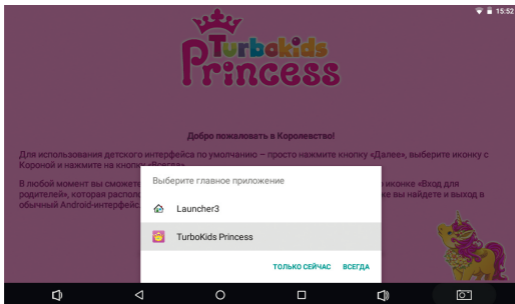 15:52
Turbokids
Princess
Добро пожаловать в Королевство!
Для использования детского интерфейса по умолчанию – просто нажмите кнопку «Далее», выберите иконку с
Короной и нажмите на кнопку «Всегда».
В любой момент вы сможете иконке «Вход для
родителей», которая располо же вы найдете и выход в
обычный Android-интерфейс.
Выберите главное приложение
Launcher3
TurboKids Princess
ТОЛЬКО СЕЙЧАС ВСЕГДА